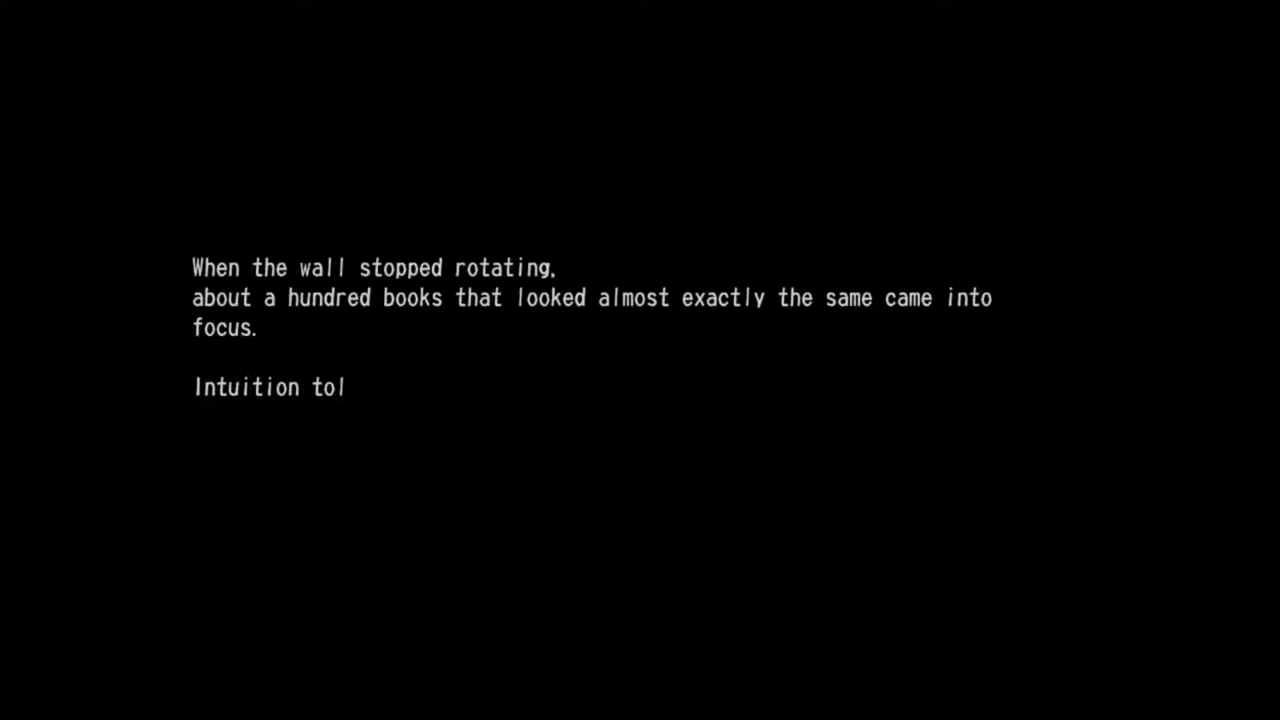 When the wall stopped rotating,
about a hundred books that looked almost exactly the same came into
focus.
Intuition tol